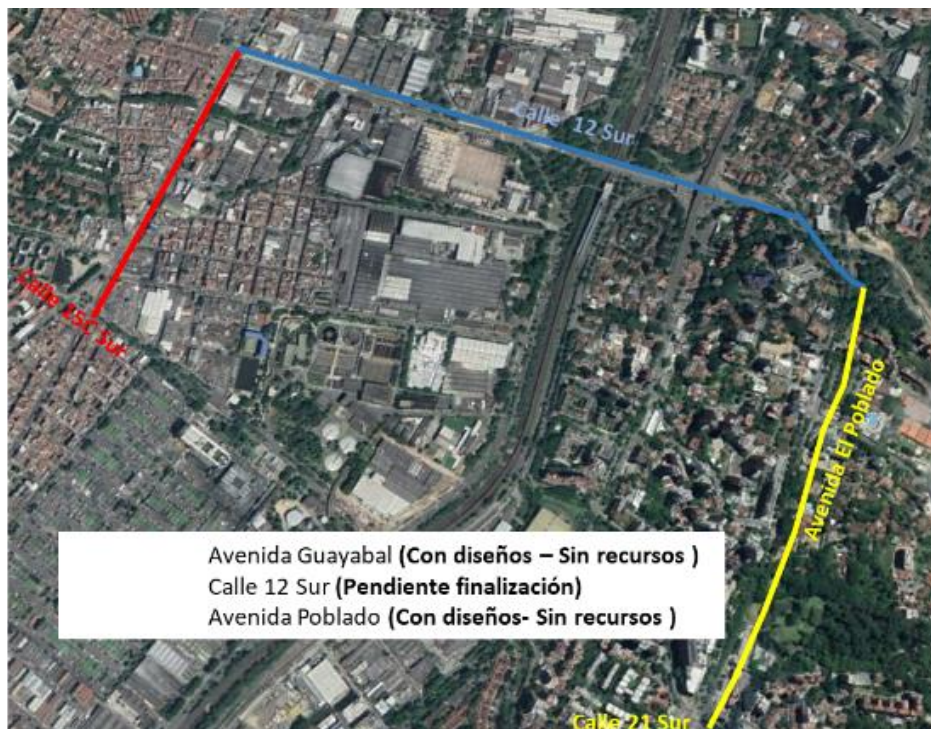 Calle 12 Sur
Calle 25C Sur
Avenida El Poblado
Avenida Guayabal (Con diseños – Sin recursos )
Calle 12 Sur (Pendiente finalización)
Avenida Poblado (Con diseños- Sin recursos )
Calle 21 Sur